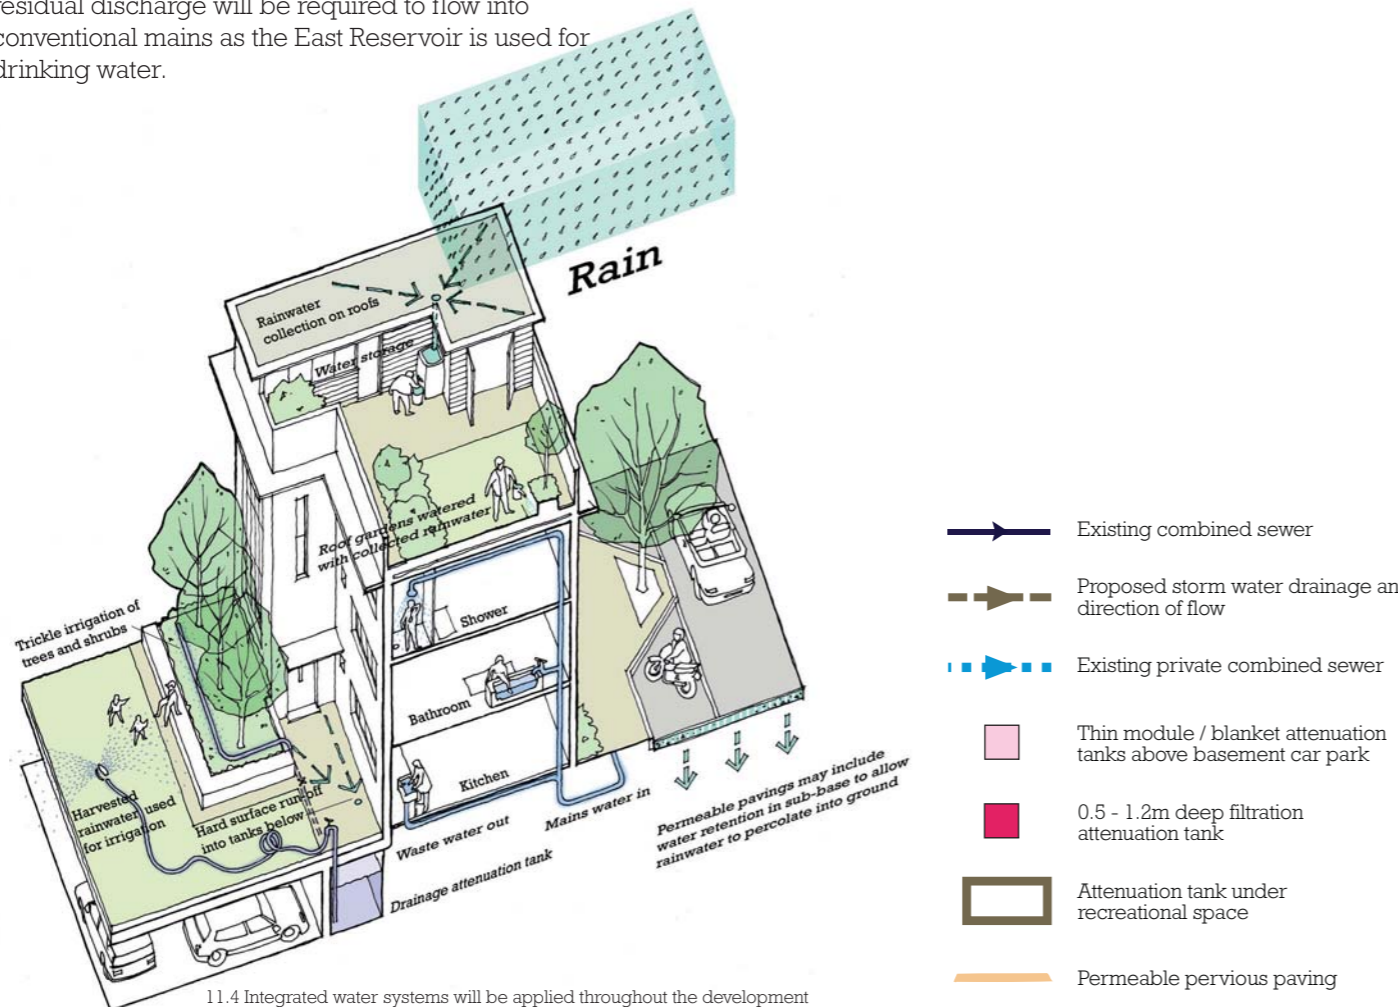 residual discharge will be required to flow into
conventional mains as the East Reservoir is used for
drinking water.
Rain
Rainwater
collection on roofs
Water storage
Roof gardens watered
with collected rainwater
Trickle irrigation of
trees and shrubs
Shower
Bathroom
Kitchen
Harvested
rainwater used
for irrigation
Hard surface run-off
into tanks below
Waste water out
Mains water in
Drainage attenuation tank
Permeable pavings may include
water retention in sub-base to allow
rainwater to percolate into ground
11.4 Integrated water systems will be applied throughout the development
Existing combined sewer
Proposed storm water drainage an
direction of flow
Existing private combined sewer
Thin module / blanket attenuation
tanks above basement car park
0.5 - 1.2m deep filtration
attenuation tank
Attenuation tank under
recreational space
Permeable pervious paving